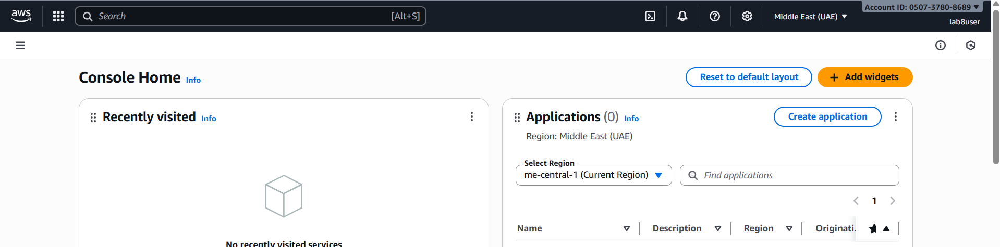 aws
Search [Alt+S]
Middle East (UAE)
Account ID: 0507-3780-8689
lab8user
Console Home Info
Reset to default layout
Add widgets
Recently visited Info
Applications (0) Info
Create application
Region: Middle East (UAE)
Select Region
me-central-1 (Current Region)
Find applications
1
Name Description Region Originati.
No recently visited services